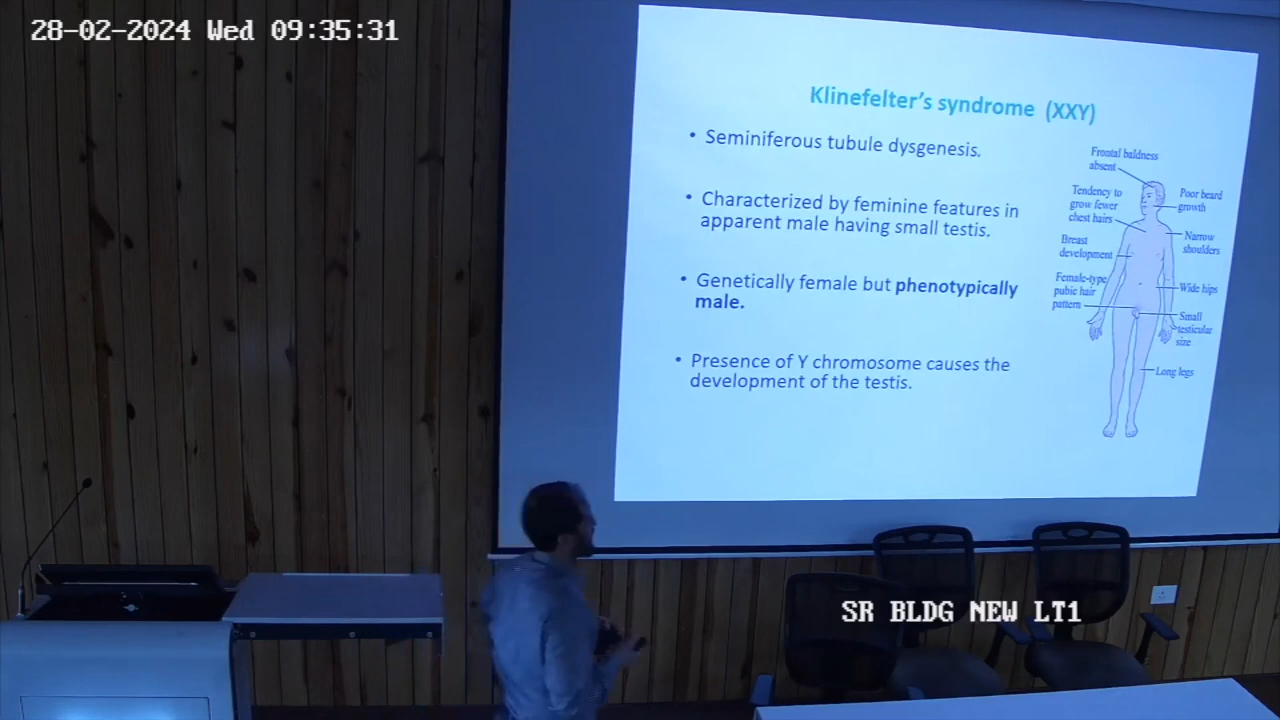 28-02-2024 Wed 09:35:31
Klinefelter's syndrome (XXY)
• Seminiferous tubule dysgenesis.
• Characterized by feminine features in
apparent male having small testis.
• Genetically female but phenotypically
male.
• Presence of Y chromosome causes the
development of the testis.
Frontal baldness
absent
Poor beard
growth
Tendency to
grow fewer
chest hairs
Narrow
shoulders
Breast
development
Female-type
pubic hair
pattern
Wide hips
Small
testicular
size
Long legs
SR BLDG NEW LT1